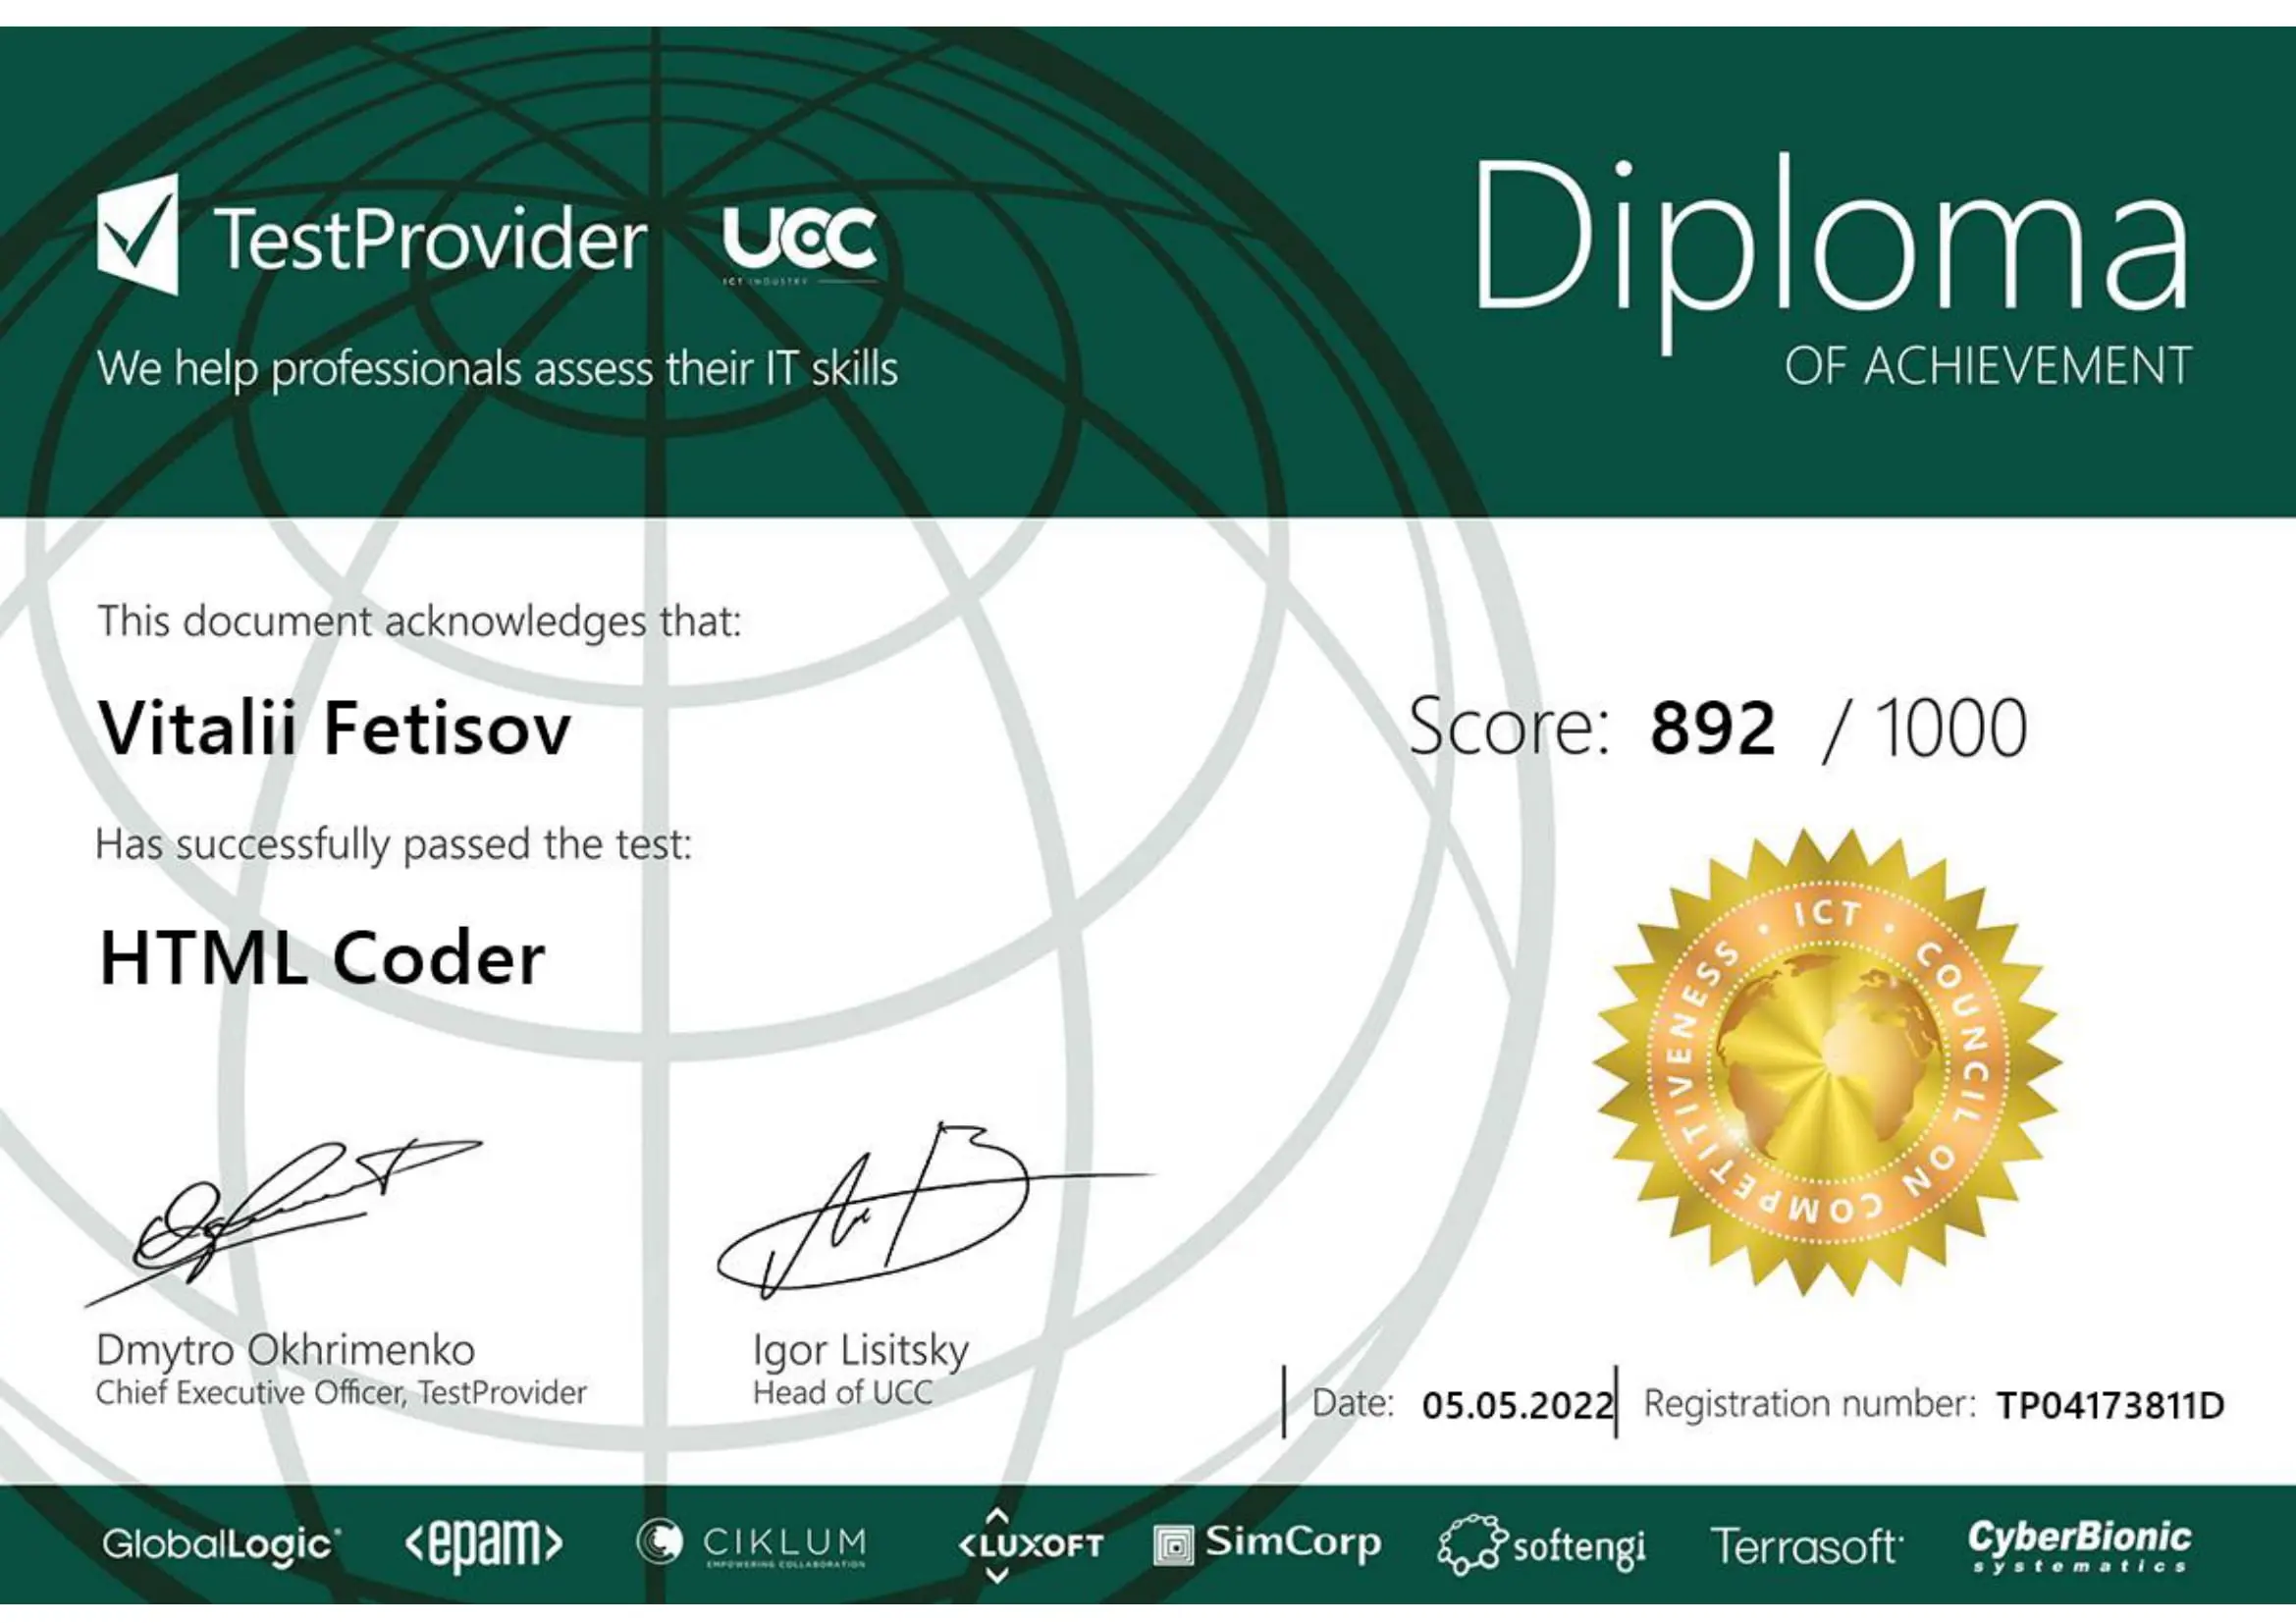 TestProvider
UCC
ICT INDUSTRY
We help professionals assess their IT skills
Diploma
OF ACHIEVEMENT
This document acknowledges that:
Vitalii Fetisov
Score: 892 / 1000
Has successfully passed the test:
HTML Coder
ICT • COUNCIL ON COMPETITIVENESS •
Dmytro Okhrimenko
Chief Executive Officer, TestProvider
Igor Lisitsky
Head of UCC
Date: 05.05.2022
Registration number: TP04173811D
GlobalLogic
<epam>
CIKLUM
EMPOWERING COLLABORATION
<LUXOFT
SimCorp
softengi
Terrasoft
CyberBionic
systematics